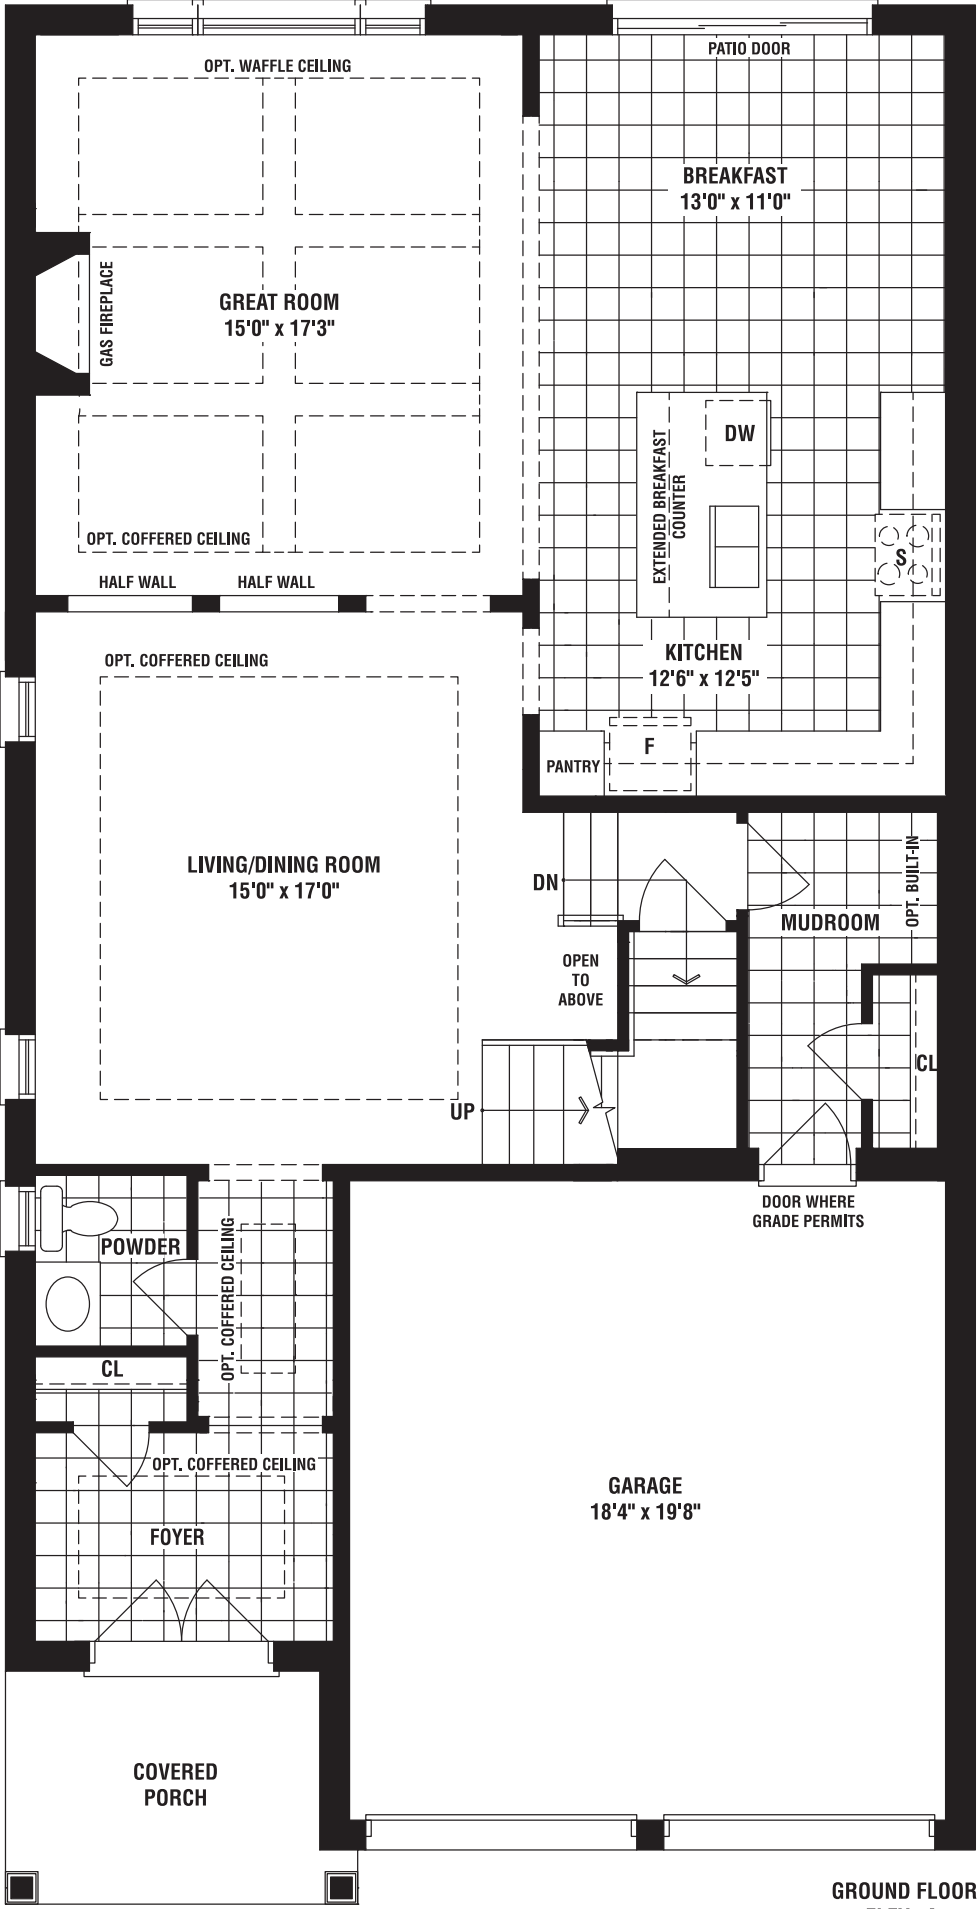 OPT. WAFFLE CEILING
PATIO DOOR
BREAKFAST
13'0" x 11'0"
GAS FIREPLACE
GREAT ROOM
15'0" x 17'3"
DW
EXTENDED BREAKFAST
COUNTER
S
OPT. COFFERED CEILING
HALF WALL
HALF WALL
KITCHEN
12'6" x 12'5"
OPT. COFFERED CEILING
F
PANTRY
LIVING/DINING ROOM
15'0" x 17'0"
DN
OPT. BUILT-IN
MUDROOM
OPEN
TO
ABOVE
CL
UP
DOOR WHERE
GRADE PERMITS
POWDER
OPT. COFFERED CEILING
CL
OPT. COFFERED CEILING
FOYER
GARAGE
18'4" x 19'8"
COVERED
PORCH
GROUND FLOOR